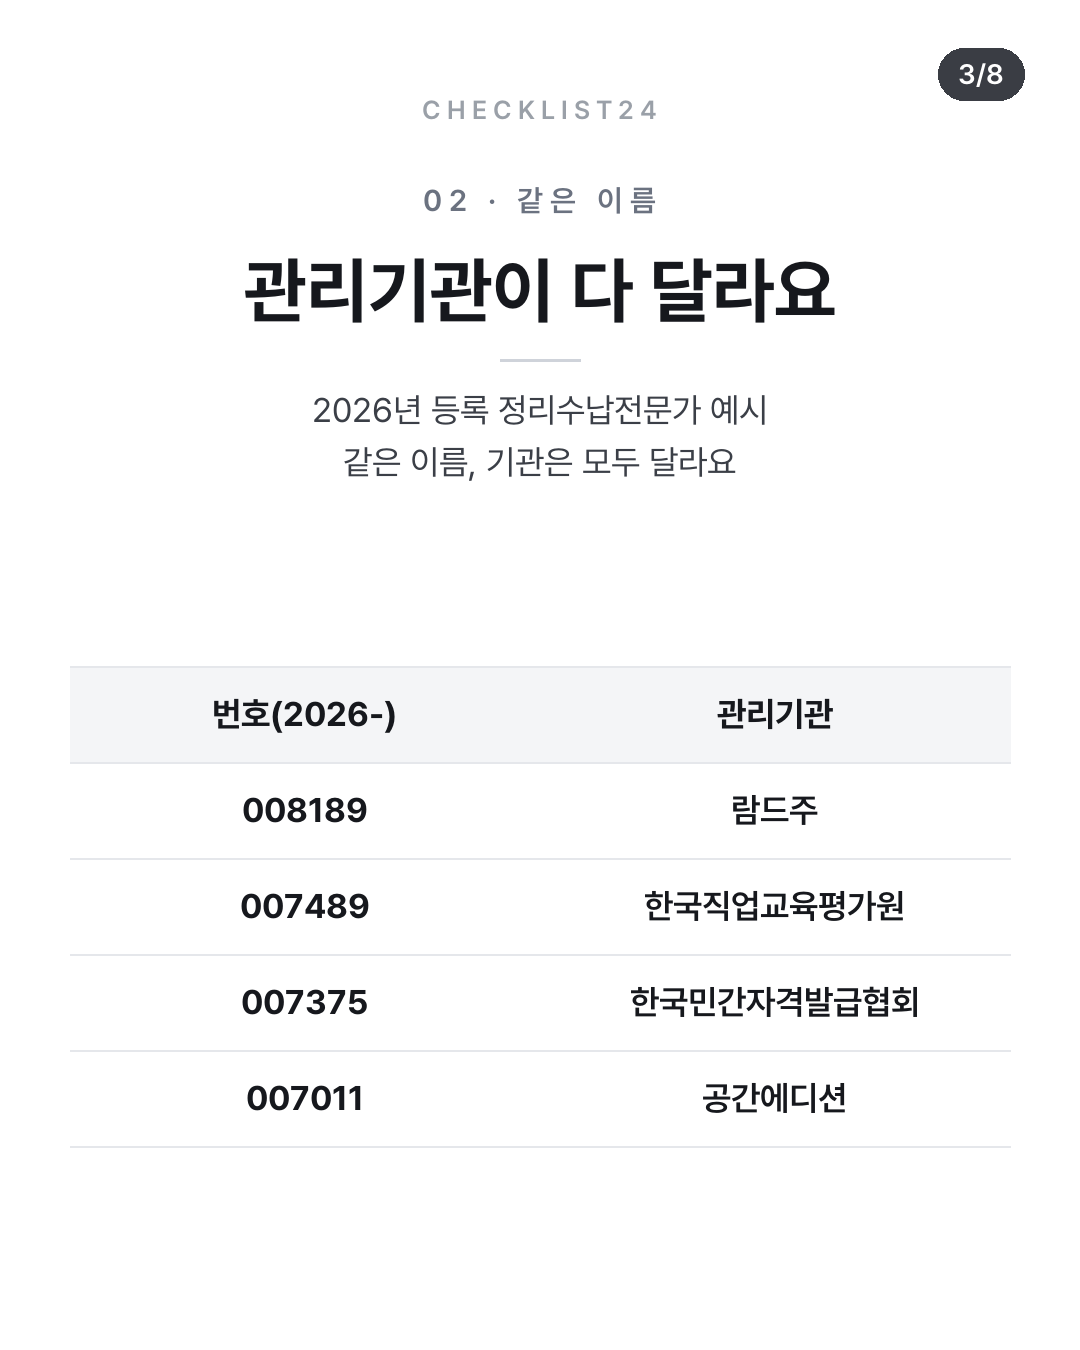 3/8
CHECKLIST24
02 · 같은 이름
관리기관이 다 달라요
2026년 등록 정리수납전문가 예시
같은 이름, 기관은 모두 달라요
번호(2026-) 관리기관
008189 람드주
007489 한국직업교육평가원
007375 한국민간자격발급협회
007011 공간에디션